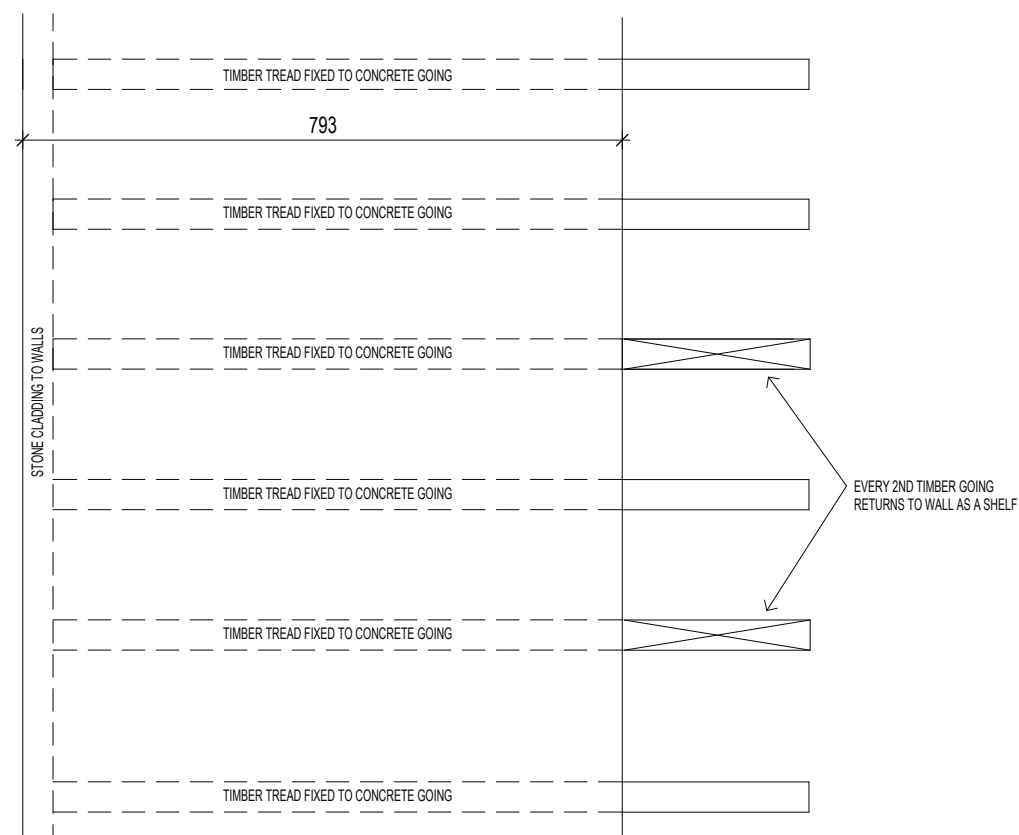 TIMBER TREAD FIXED TO CONCRETE GOING
793
TIMBER TREAD FIXED TO CONCRETE GOING
STONE CLADDING TO WALLS
TIMBER TREAD FIXED TO CONCRETE GOING
TIMBER TREAD FIXED TO CONCRETE GOING
EVERY 2ND TIMBER GOING
RETURNS TO WALL AS A SHELF
TIMBER TREAD FIXED TO CONCRETE GOING
TIMBER TREAD FIXED TO CONCRETE GOING